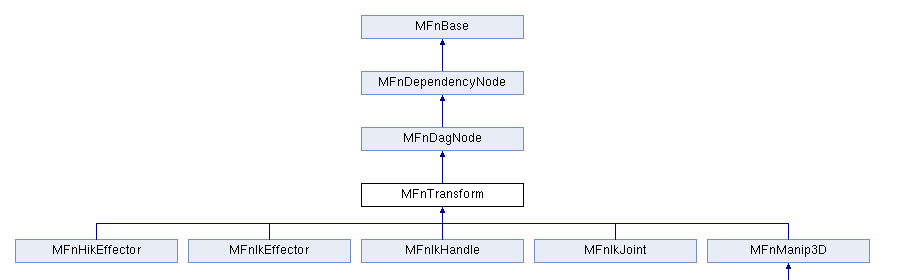 MFnBase
MFnDependencyNode
MFnDagNode
MFnTransform
MFnHikEffector
MFnIkEffector
MFnIkHandle
MFnIkJoint
MFnManip3D